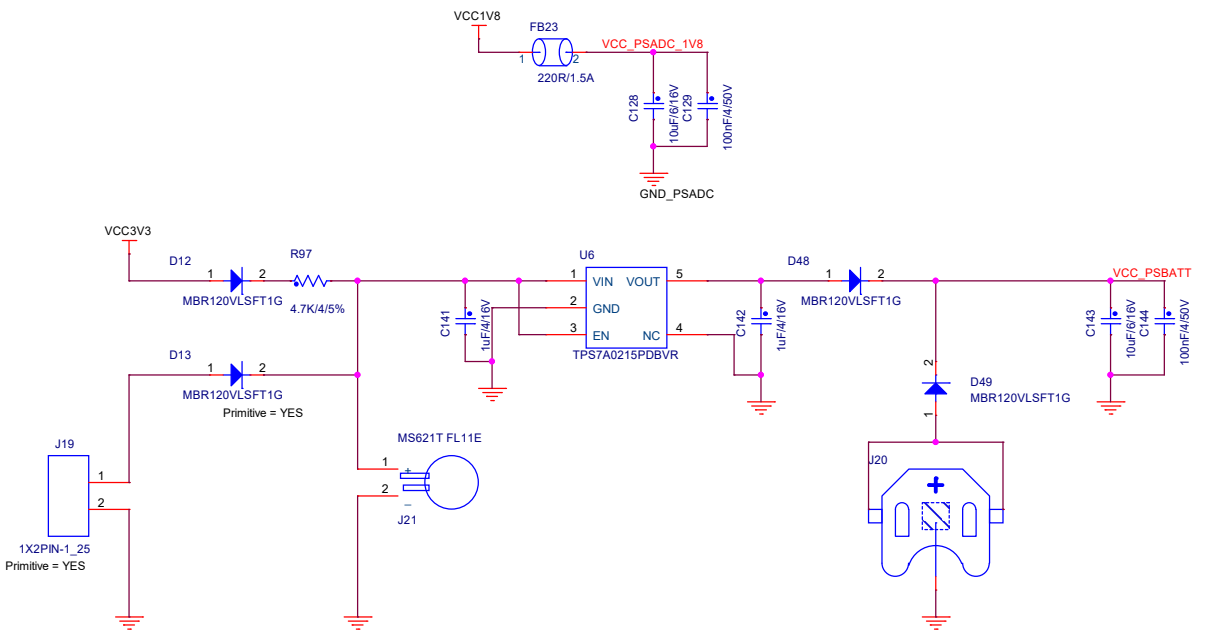 VCC1V8
FB23
VCC_PSADC_1V8
1
2
220R/1.5A
C128
10uF/6/16V
C129
100nF/4/50V
GND_PSADC
VCC3V3
D12
1
2
MBR120VLSFT1G
R97
4.7K/4/5%
C141
1uF/4/16V
U6
1
VIN
VOUT
5
2
GND
3
EN
NC
4
TPS7A0215PDBVR
C142
1uF/4/16V
D48
1
2
MBR120VLSFT1G
VCC_PSBATT
C143
10uF/6/16V
C144
100nF/4/50V
D13
1
2
MBR120VLSFT1G
Primitive = YES
2
D49
MBR120VLSFT1G
1
J19
1
2
1X2PIN-1_25
Primitive = YES
MS621T FL11E
1
+
2
–
J21
J20
+